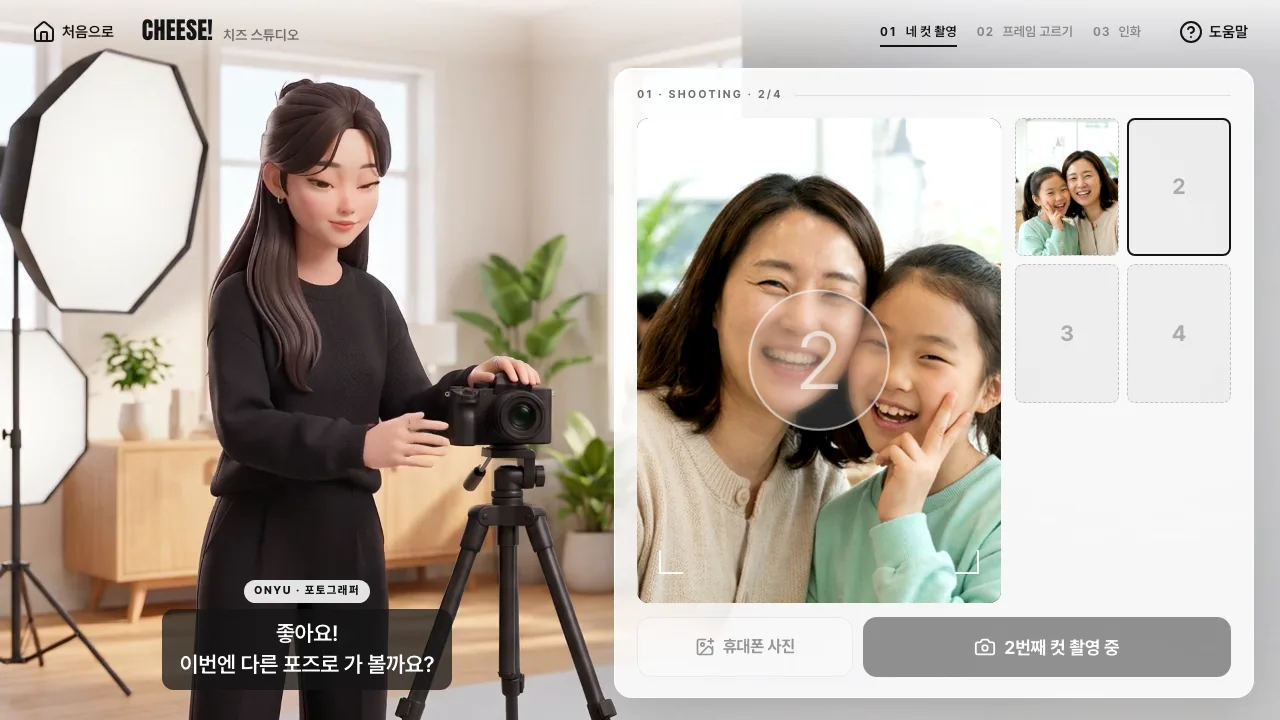 처음으로
CHEESE! 치즈 스튜디오
01 네 컷 촬영 02 프레임 고르기 03 인화
도움말
01 · SHOOTING · 2/4
2
2
3
4
ONYU · 포토그래퍼
좋아요!
이번엔 다른 포즈로 가 볼까요?
휴대폰 사진
2번째 컷 촬영 중